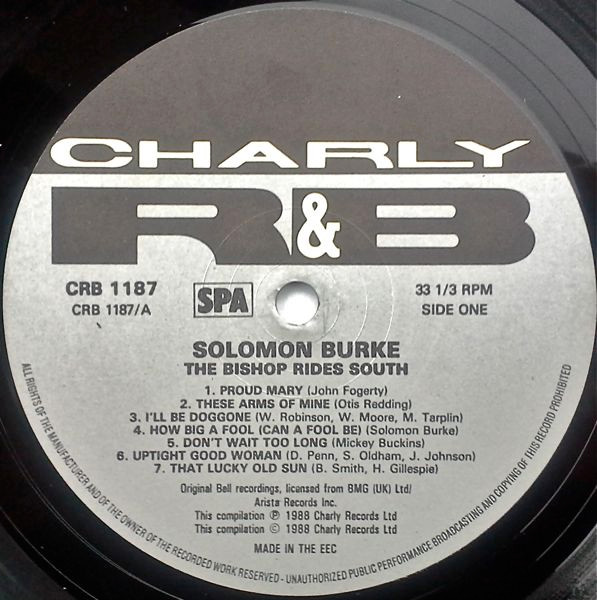 CHARLY
R&B
CRB 1187
CRB 1187/A
SPA
33 1/3 RPM
SIDE ONE
SOLOMON BURKE
THE BISHOP RIDES SOUTH
1. PROUD MARY (John Fogerty)
2. THESE ARMS OF MINE (Otis Redding)
3. I'LL BE DOGGONE (W. Robinson, W. Moore, M. Tarplin)
4. HOW BIG A FOOL (CAN A FOOL BE) (Solomon Burke)
5. DON'T WAIT TOO LONG (Mickey Buckins)
6. UPTIGHT GOOD WOMAN (D. Penn, S. Oldham, J. Johnson)
7. THAT LUCKY OLD SUN (B. Smith, H. Gillespie)
Original Bell recordings, licensed from BMG (UK) Ltd/
Arista Records Inc.
This compilation ℗ 1988 Charly Records Ltd
This compilation © 1988 Charly Records Ltd
MADE IN THE EEC
ALL RIGHTS OF THE MANUFACTURER AND OF THE OWNER OF THE RECORDED WORK RESERVED - UNAUTHORIZED PUBLIC PERFORMANCE BROADCASTING AND COPYING OF THIS RECORD PROHIBITED